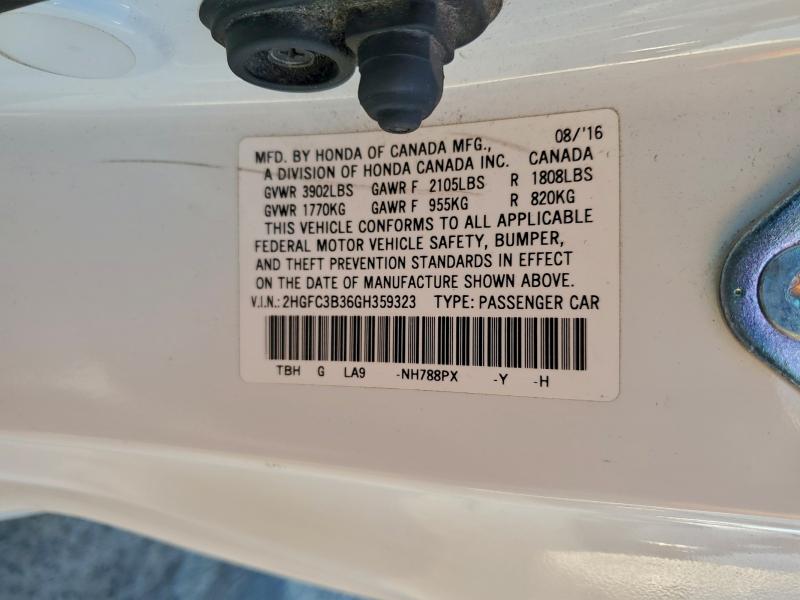 08/'16
MFD. BY HONDA OF CANADA MFG., CANADA
A DIVISION OF HONDA CANADA INC.
GVWR 3902LBS GAWR F 2105LBS R 1808LBS
GVWR 1770KG GAWR F 955KG R 820KG
THIS VEHICLE CONFORMS TO ALL APPLICABLE
FEDERAL MOTOR VEHICLE SAFETY, BUMPER,
AND THEFT PREVENTION STANDARDS IN EFFECT
ON THE DATE OF MANUFACTURE SHOWN ABOVE.
V.I.N.: 2HGFC3B36GH359323 TYPE: PASSENGER CAR
TBH G LA9 -NH788PX -Y -H